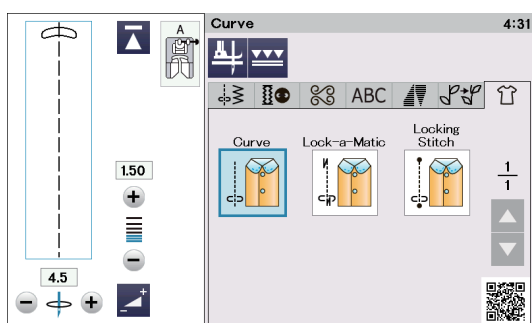 Curve 4:31
A
ABC
Curve Lock-a-Matic Locking Stitch
1.50
1
1
4.5